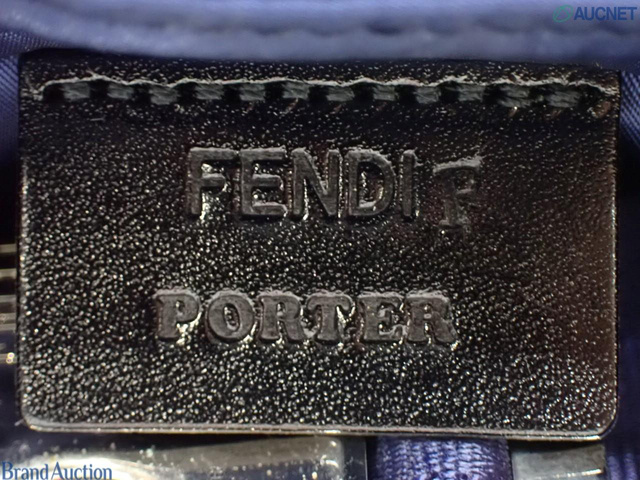 AUCNET
FENDI F
PORTER
Brand Auction